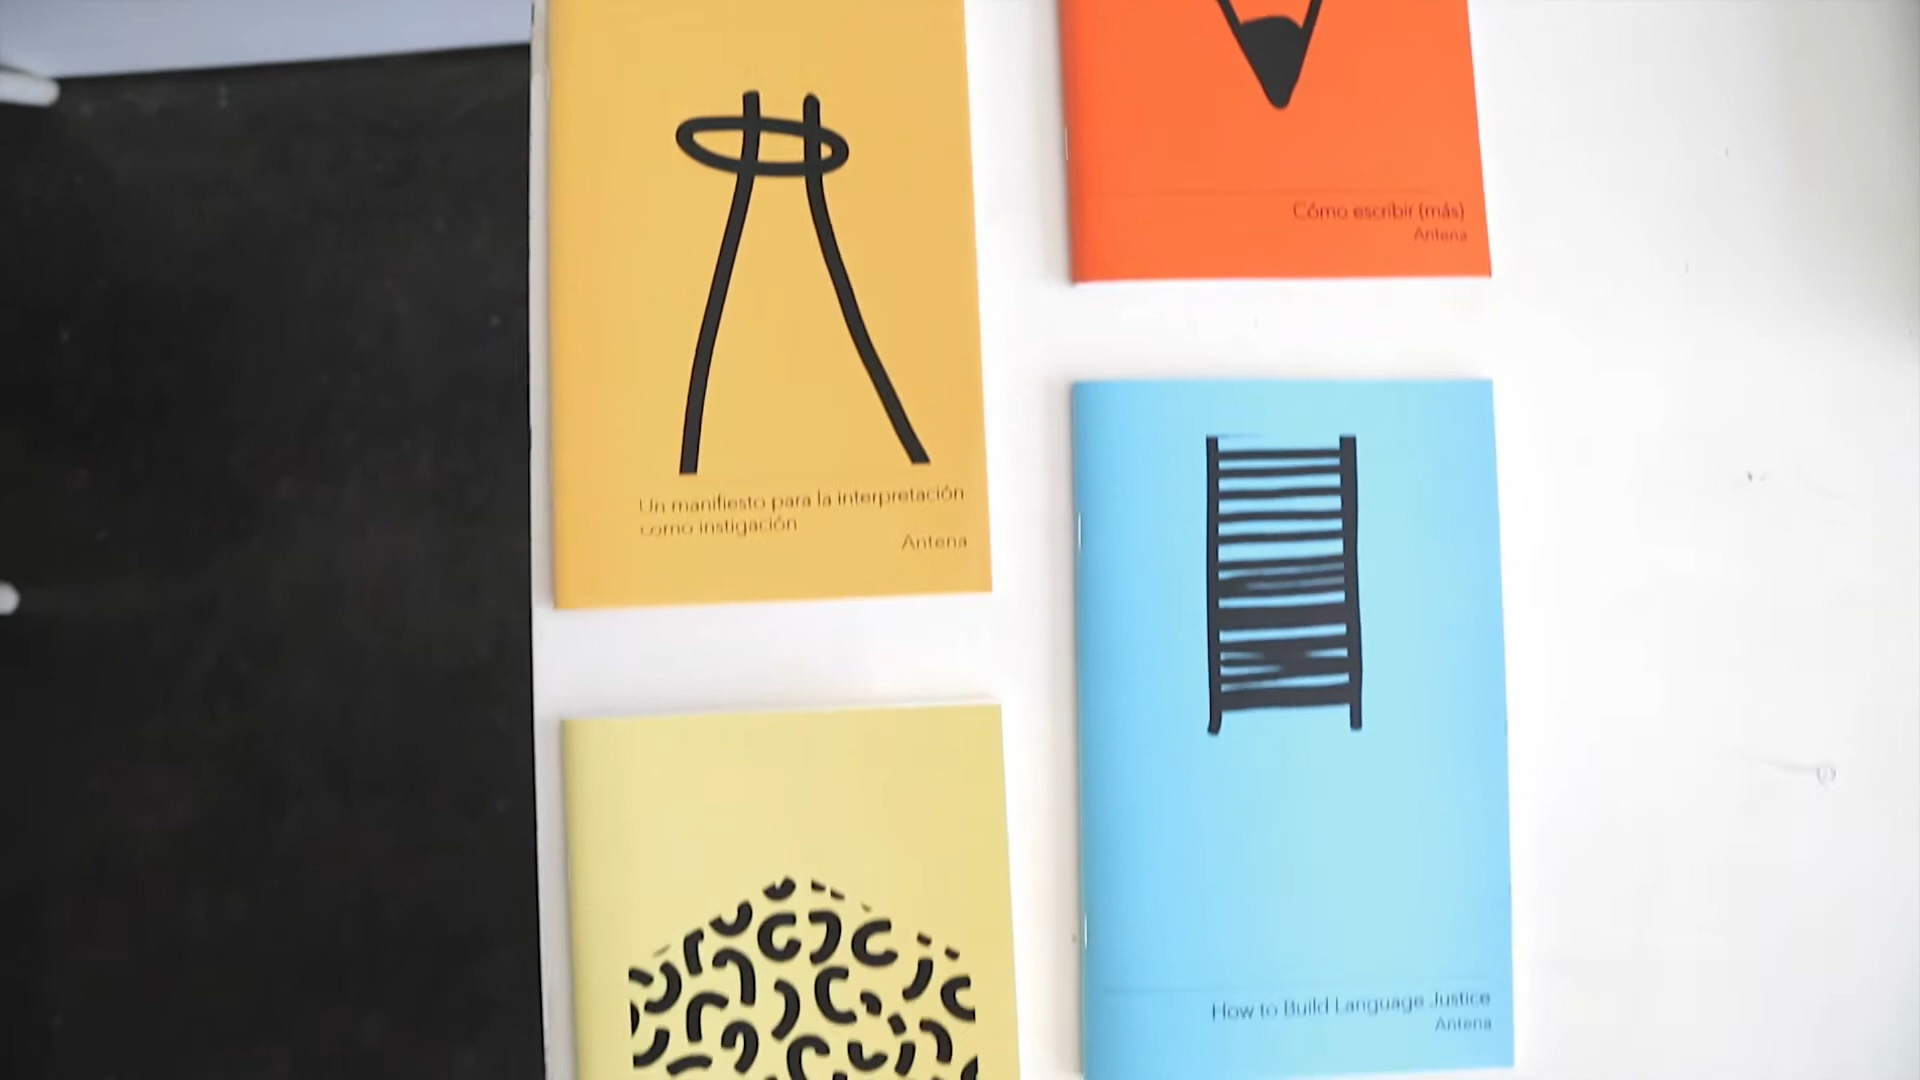 Cómo escribir (más)
Antena
Un manifiesto para la interpretación
como instigación
Antena
How to Build Language Justice
Antena